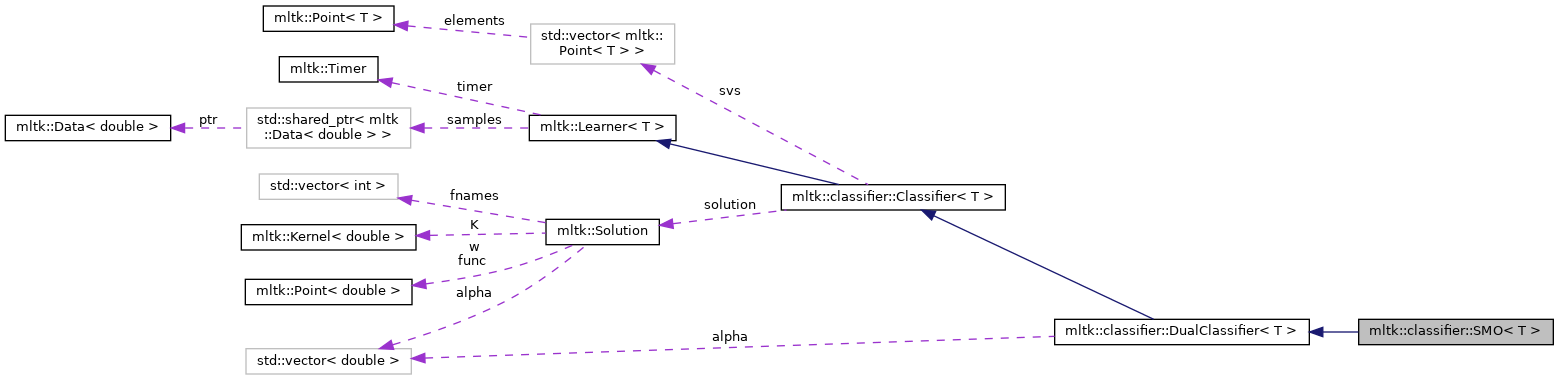 mltk::Point< T >
elements
std::vector< mltk::
Point< T > >
mltk::Timer
timer
svs
mltk::Data< double >
ptr
std::shared_ptr< mltk
::Data< double > >
samples
mltk::Learner< T >
std::vector< int >
fnames
solution
mltk::classifier::Classifier< T >
mltk::Kernel< double >
K
mltk::Solution
w
func
mltk::Point< double >
alpha
mltk::classifier::DualClassifier< T >
mltk::classifier::SMO< T >
alpha
std::vector< double >